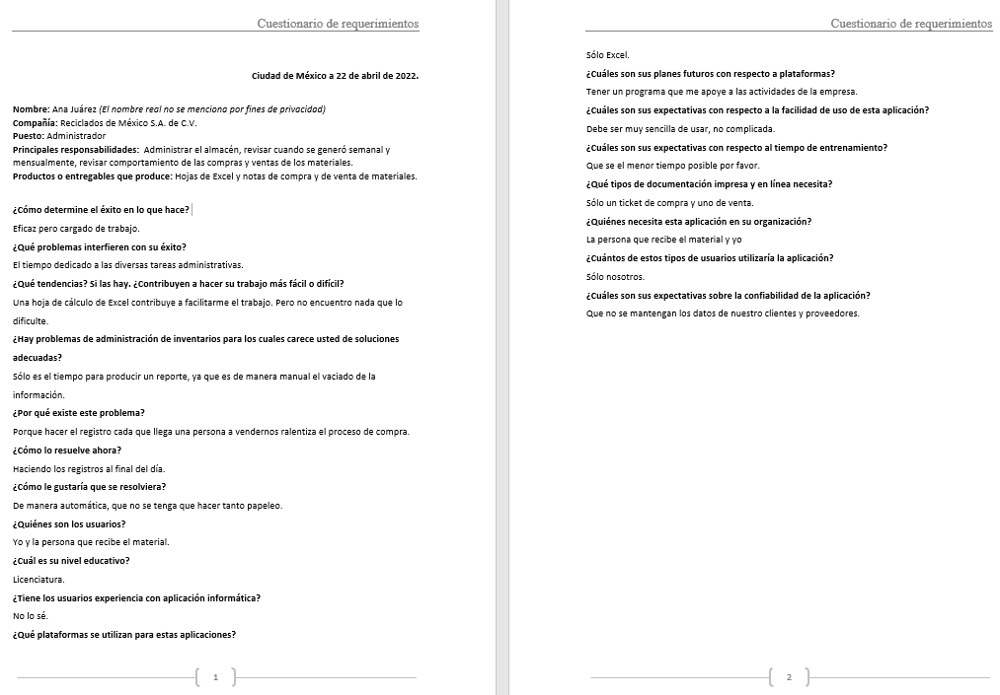 Cuestionario de requerimientos
Ciudad de México a 22 de abril de 2022.
Nombre: Ana Juárez (El nombre real no se menciona por fines de privacidad)
Compañía: Reciclados de México S.A. de C.V.
Puesto: Administrador
Principales responsabilidades: Administrar el almacén, revisar cuando se generó semanal y
mensualmente, revisar comportamiento de las compras y ventas de los materiales.
Productos o entregables que produce: Hojas de Excel y notas de compra y de venta de materiales.
¿Cómo determine el éxito en lo que hace?
Eficaz pero cargado de trabajo.
¿Qué problemas interfieren con su éxito?
El tiempo dedicado a las diversas tareas administrativas.
¿Qué tendencias? Si las hay. ¿Contribuyen a hacer su trabajo más fácil o difícil?
Una hoja de cálculo de Excel contribuye a facilitarme el trabajo. Pero no encuentro nada que lo
dificulte.
¿Hay problemas de administración de inventarios para los cuales carece usted de soluciones
adecuadas?
Sólo es el tiempo para producir un reporte, ya que es de manera manual el vaciado de la
información.
¿Por qué existe este problema?
Porque hacer el registro cada que llega una persona a vendernos ralentiza el proceso de compra.
¿Cómo lo resuelve ahora?
Haciendo los registros al final del día.
¿Cómo le gustaría que se resolviera?
De manera automática, que no se tenga que hacer tanto papeleo.
¿Quiénes son los usuarios?
Yo y la persona que recibe el material.
¿Cuál es su nivel educativo?
Licenciatura.
¿Tiene los usuarios experiencia con aplicación informática?
No lo sé.
¿Qué plataformas se utilizan para estas aplicaciones?
1
Cuestionario de requerimientos
Sólo Excel.
¿Cuáles son sus planes futuros con respecto a plataformas?
Tener un programa que me apoye a las actividades de la empresa.
¿Cuáles son sus expectativas con respecto a la facilidad de uso de esta aplicación?
Debe ser muy sencilla de usar, no complicada.
¿Cuáles son sus expectativas con respecto al tiempo de entrenamiento?
Que se el menor tiempo posible por favor.
¿Qué tipos de documentación impresa y en línea necesita?
Sólo un ticket de compra y uno de venta.
¿Quiénes necesita esta aplicación en su organización?
La persona que recibe el material y yo
¿Cuántos de estos tipos de usuarios utilizaría la aplicación?
Sólo nosotros.
¿Cuáles son sus expectativas sobre la confiabilidad de la aplicación?
Que no se mantengan los datos de nuestro clientes y proveedores.
2